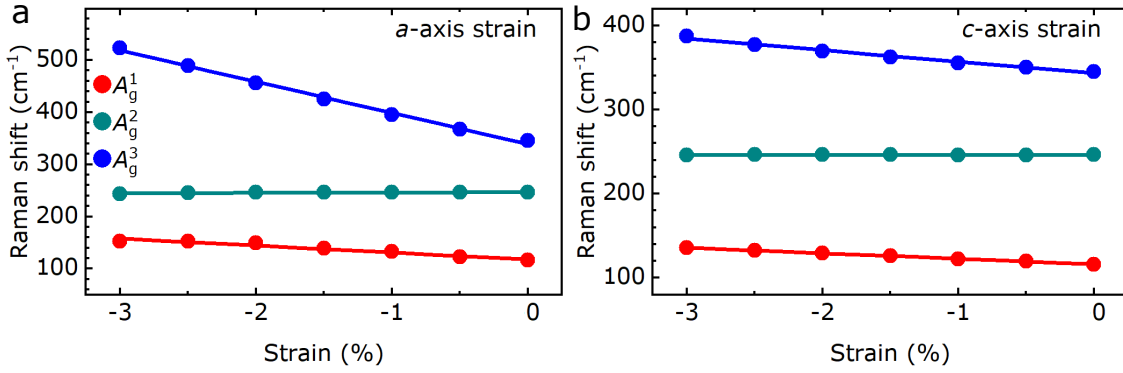 a
a-axis strain
Raman shift (cm⁻¹)
500
400
300
200
100
A¹g
A²g
A³g
-3 -2 -1 0
Strain (%)
b
c-axis strain
Raman shift (cm⁻¹)
400
300
200
100
-3 -2 -1 0
Strain (%)